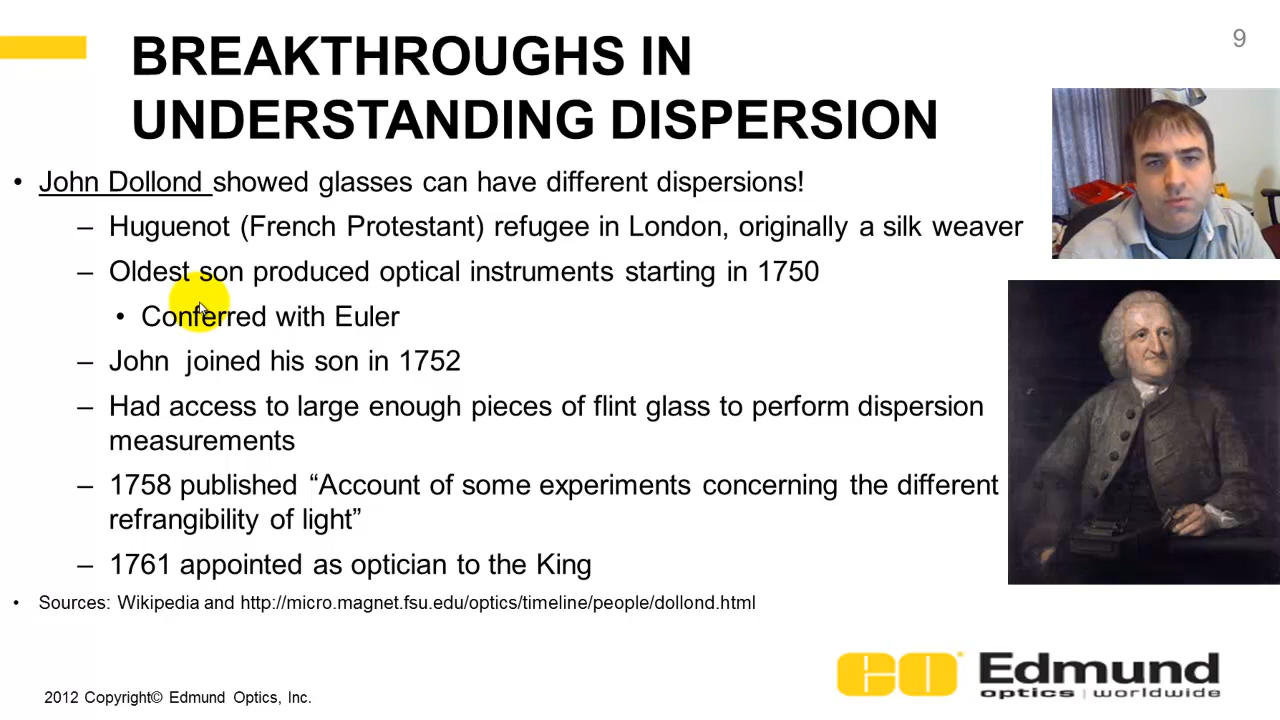 BREAKTHROUGHS IN
UNDERSTANDING DISPERSION
9
• John Dollond showed glasses can have different dispersions!
– Huguenot (French Protestant) refugee in London, originally a silk weaver
– Oldest son produced optical instruments starting in 1750
• Conferred with Euler
– John joined his son in 1752
– Had access to large enough pieces of flint glass to perform dispersion
measurements
– 1758 published “Account of some experiments concerning the different
refrangibility of light”
– 1761 appointed as optician to the King
• Sources: Wikipedia and http://micro.magnet.fsu.edu/optics/timeline/people/dollond.html
2012 Copyright© Edmund Optics, Inc.
EO Edmund
optics | worldwide